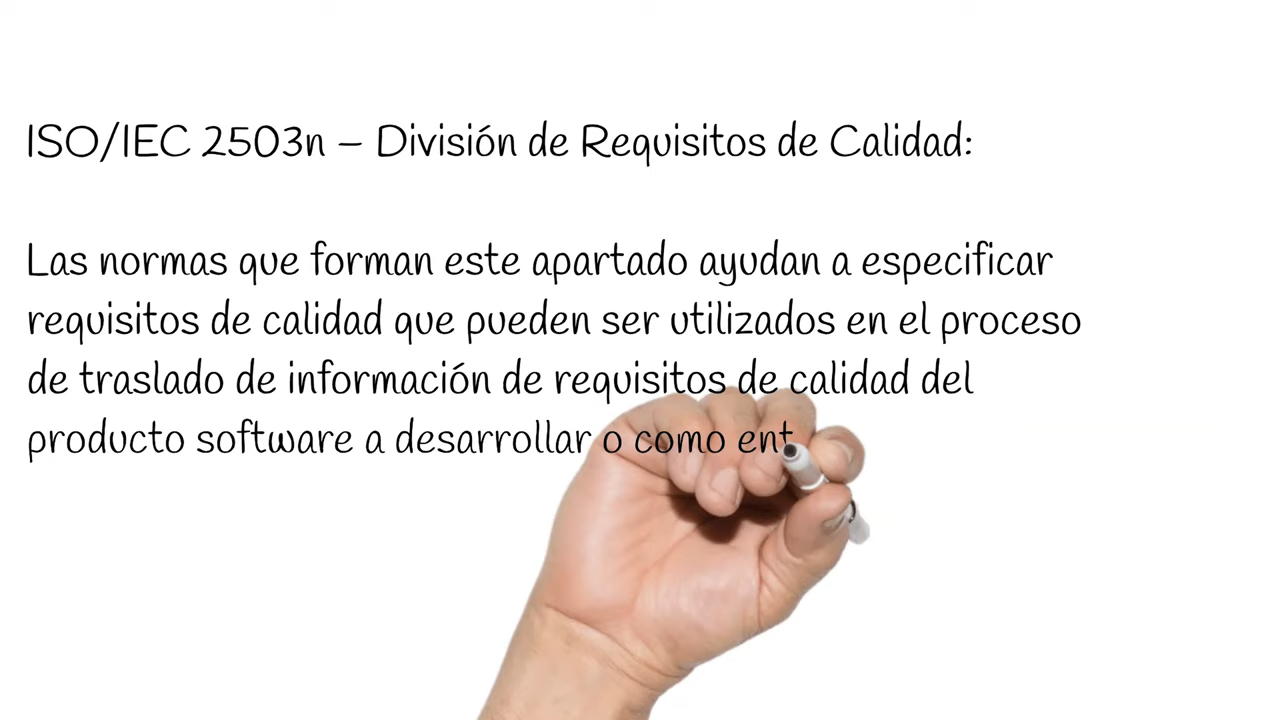 ISO/IEC 2503n – División de Requisitos de Calidad:
Las normas que forman este apartado ayudan a especificar
requisitos de calidad que pueden ser utilizados en el proceso
de traslado de información de requisitos de calidad del
producto software a desarrollar o como ent